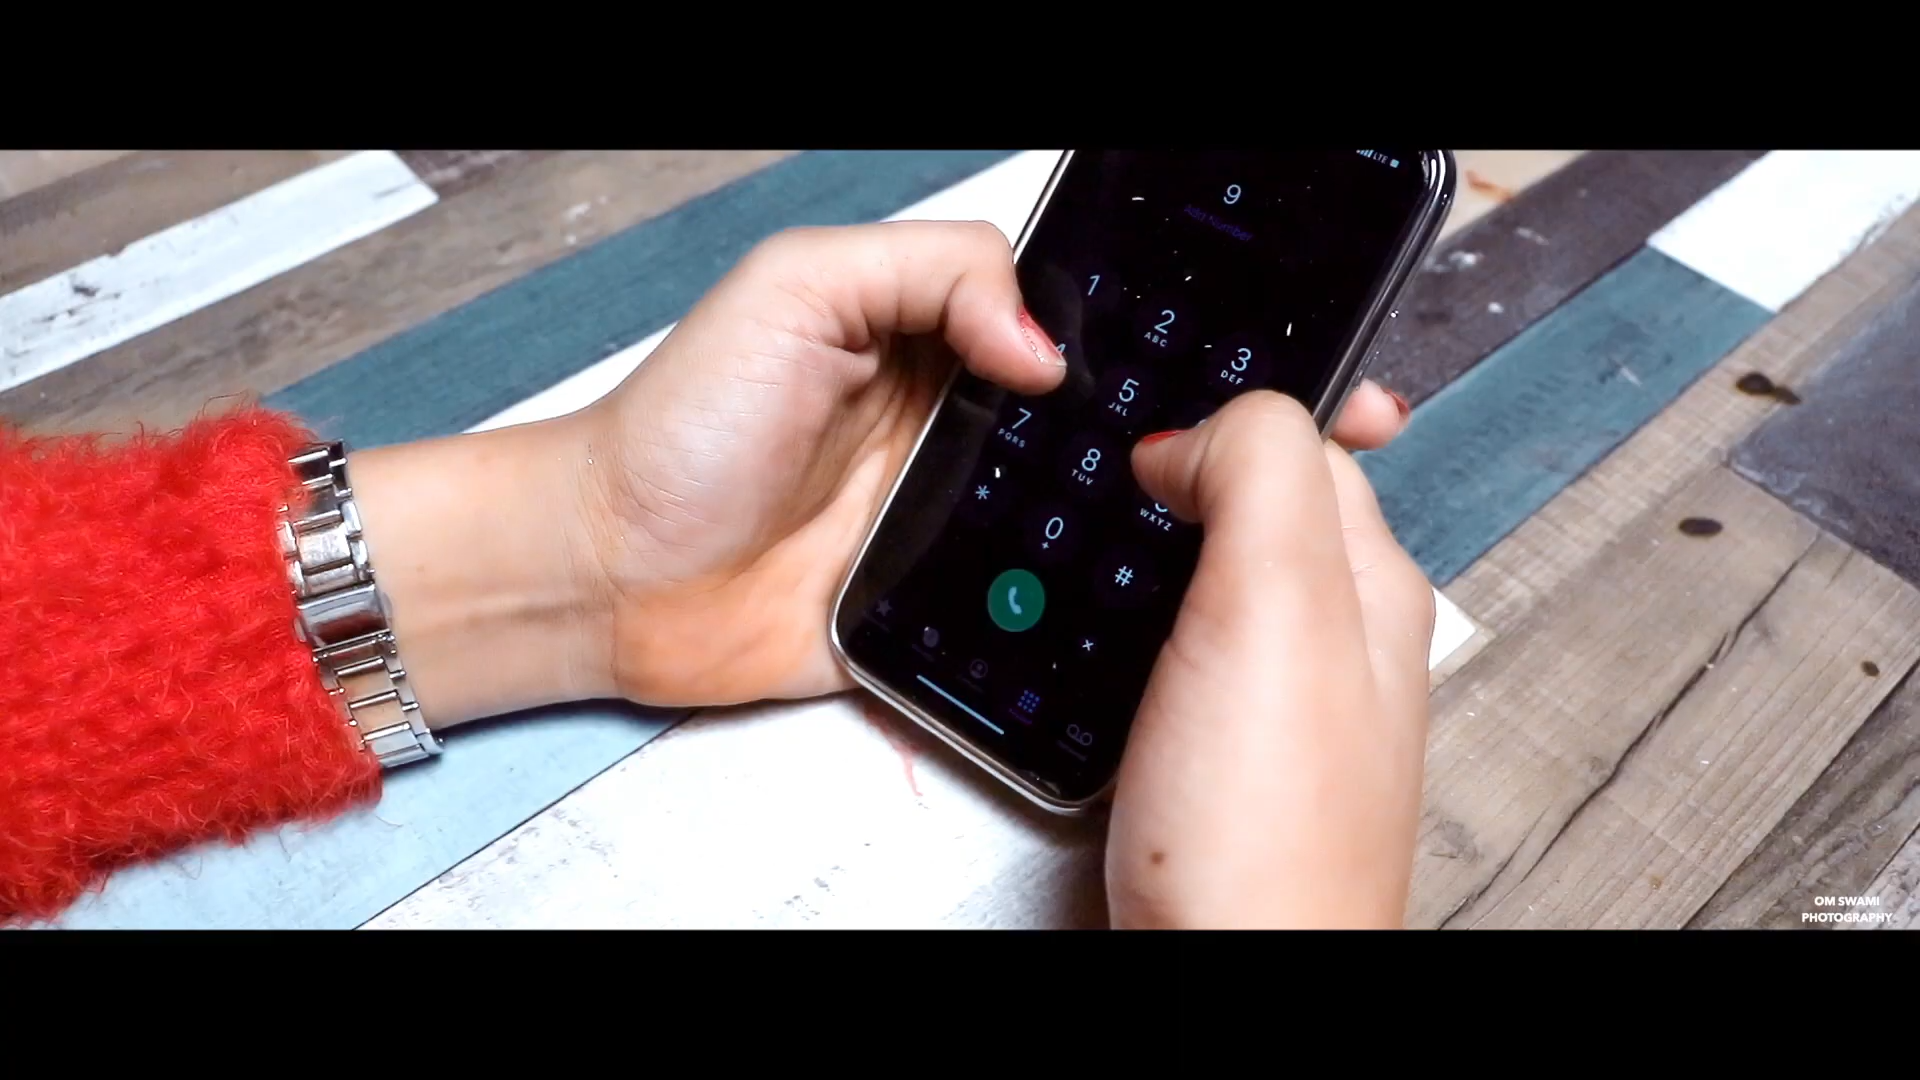 LTE
9
Add Number
1
2
ABC
3
DEF
5
JKL
7
PQRS
8
TUV
WXYZ
*
0
+
#
OM SWAMI
PHOTOGRAPHY